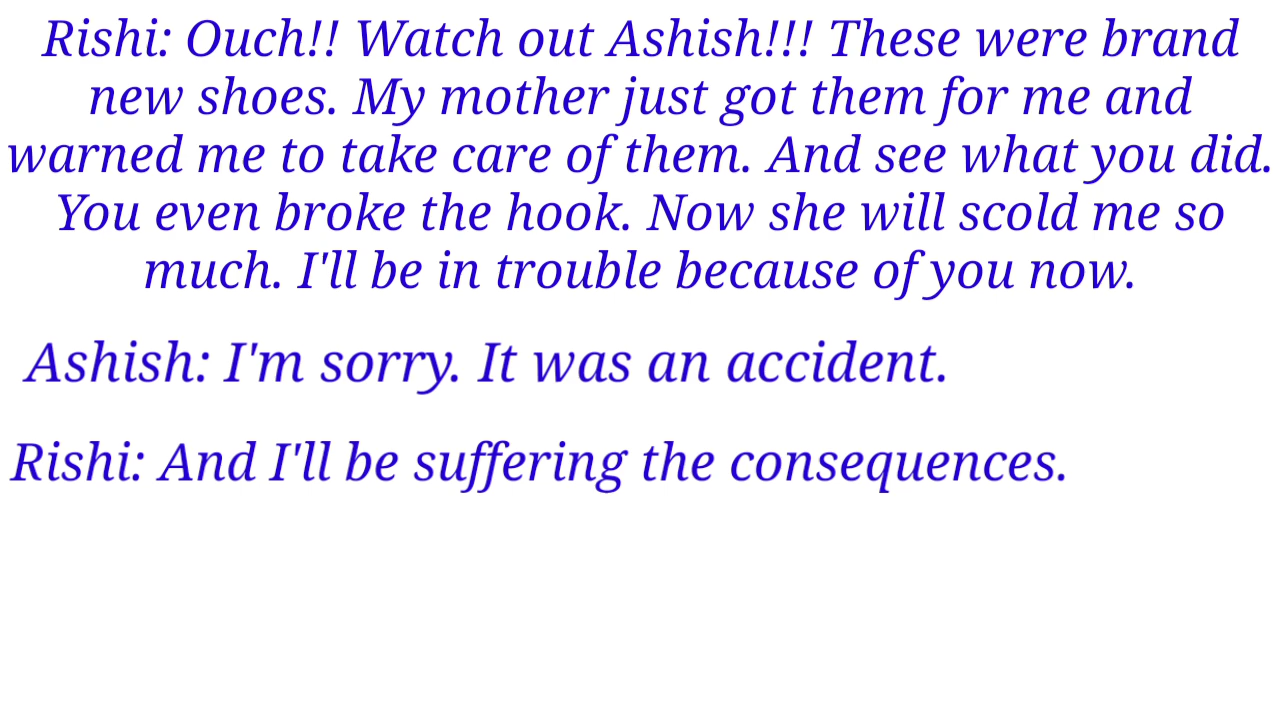 Rishi: Ouch!! Watch out Ashish!!! These were brand
new shoes. My mother just got them for me and
warned me to take care of them. And see what you did.
You even broke the hook. Now she will scold me so
much. I'll be in trouble because of you now.
Ashish: I'm sorry. It was an accident.
Rishi: And I'll be suffering the consequences.